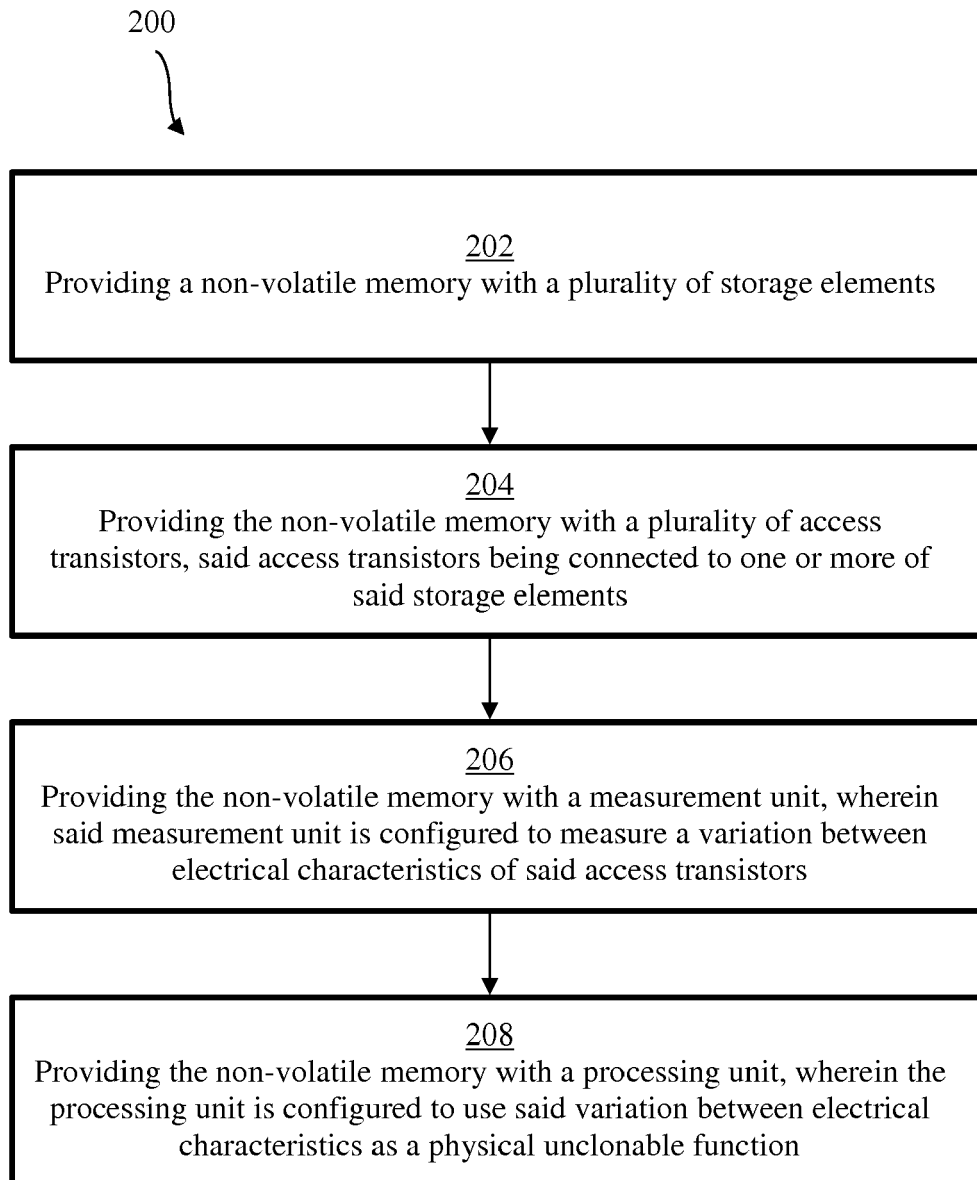 200
202
Providing a non-volatile memory with a plurality of storage elements
204
Providing the non-volatile memory with a plurality of access
transistors, said access transistors being connected to one or more of
said storage elements
206
Providing the non-volatile memory with a measurement unit, wherein
said measurement unit is configured to measure a variation between
electrical characteristics of said access transistors
208
Providing the non-volatile memory with a processing unit, wherein the
processing unit is configured to use said variation between electrical
characteristics as a physical unclonable function